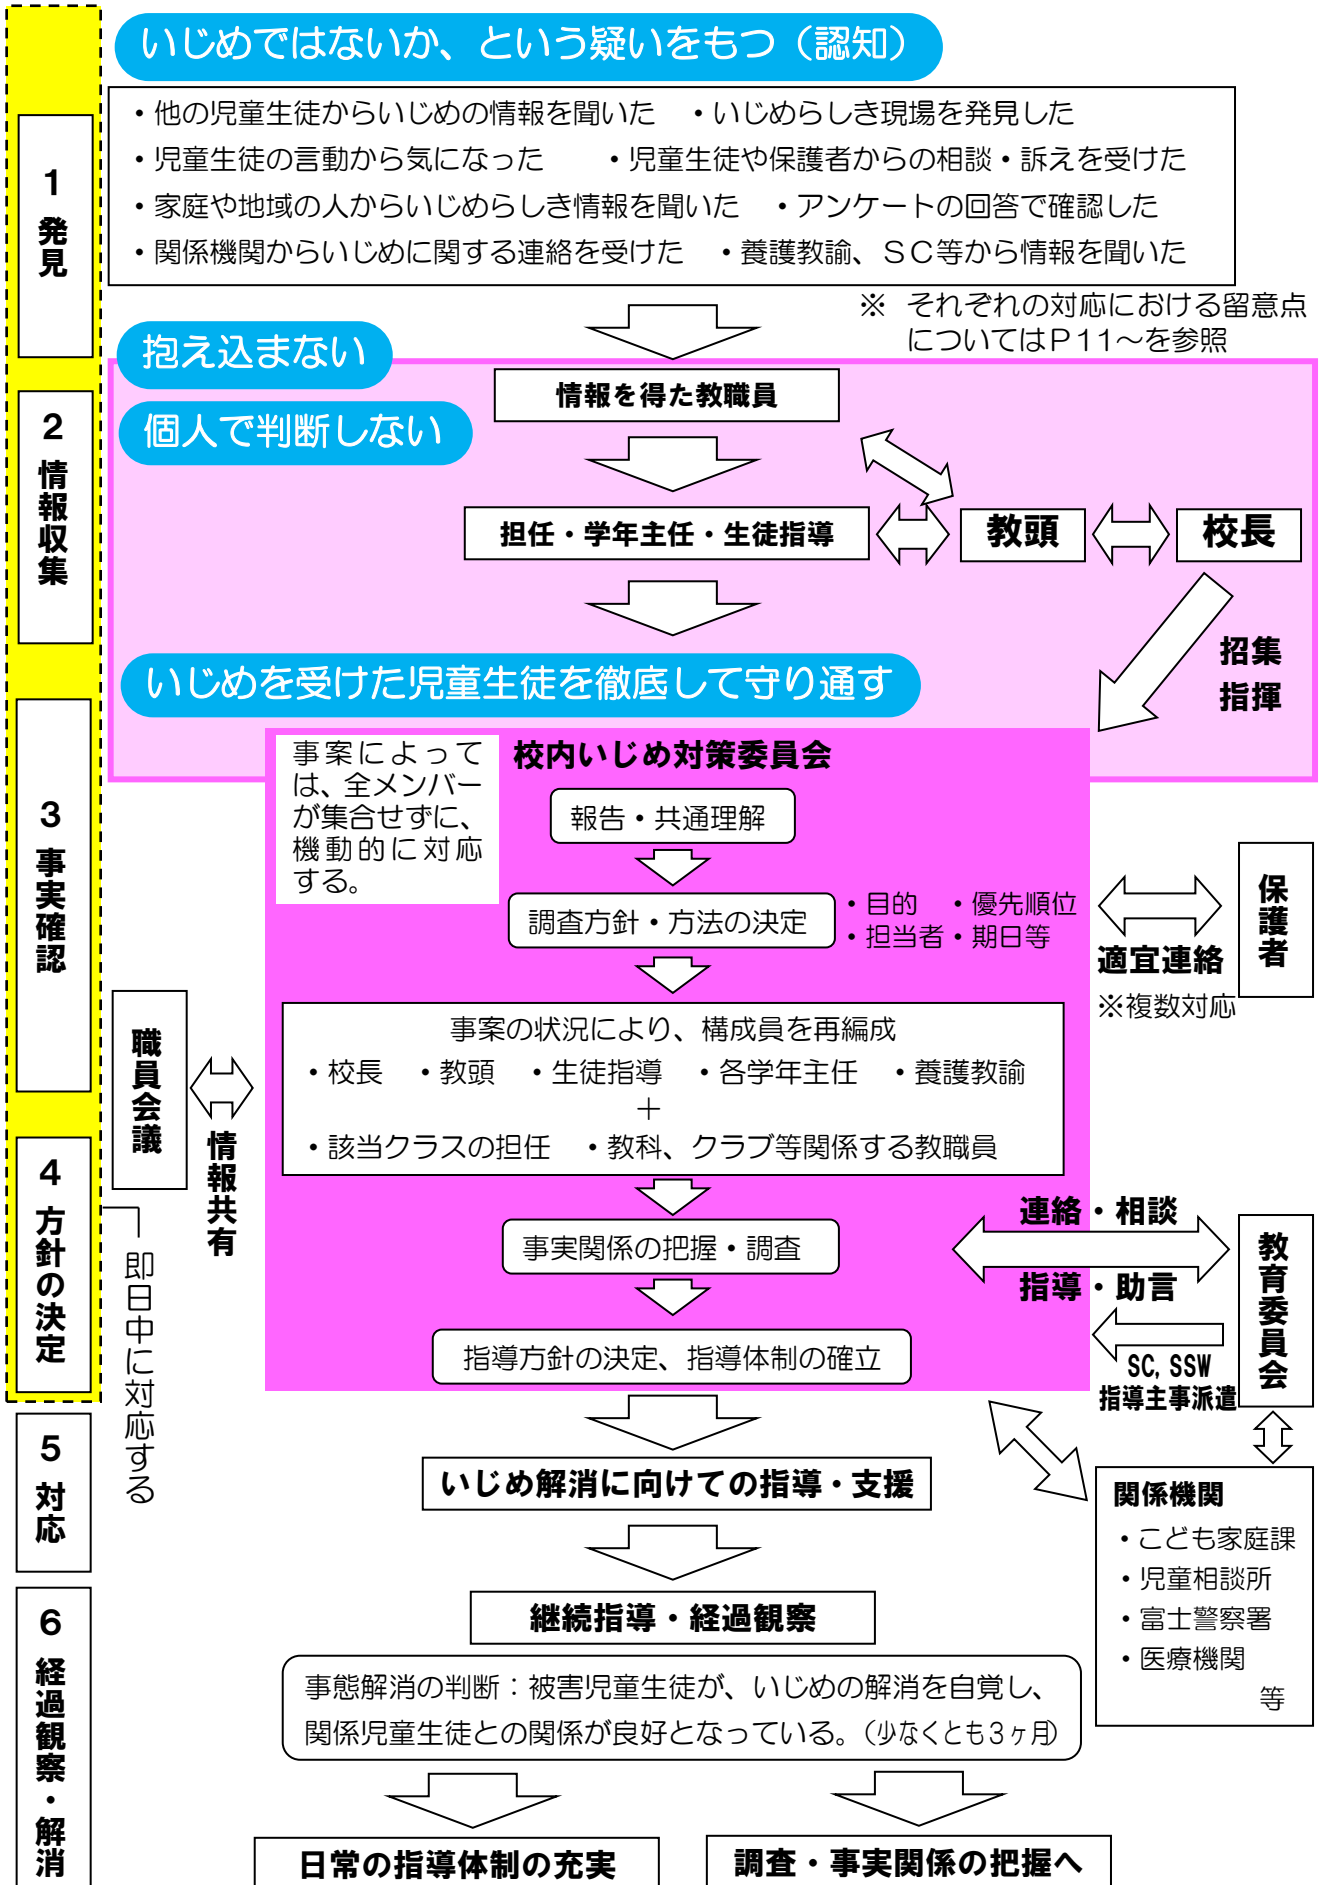 いじめではないか、という疑いをもつ（認知）
1 発見
・他の児童生徒からいじめの情報を聞いた ・いじめらしき現場を発見した
・児童生徒の言動から気になった ・児童生徒や保護者からの相談・訴えを受けた
・家庭や地域の人からいじめらしき情報を聞いた ・アンケートの回答で確認した
・関係機関からいじめに関する連絡を受けた ・養護教諭、ＳＣ等から情報を聞いた
※ それぞれの対応における留意点
についてはＰ11～を参照
抱え込まない
個人で判断しない
2 情報収集
情報を得た教職員
担任・学年主任・生徒指導
教頭
校長
招集
指揮
いじめを受けた児童生徒を徹底して守り通す
3 事実確認
事案によって
は、全メンバー
が集合せずに、
機動的に対応
する。
校内いじめ対策委員会
報告・共通理解
調査方針・方法の決定
・目的 ・優先順位
・担当者・期日等
保護者
適宜連絡
※複数対応
職員会議
情報共有
事案の状況により、構成員を再編成
・校長 ・教頭 ・生徒指導 ・各学年主任 ・養護教諭
＋
・該当クラスの担任 ・教科、クラブ等関係する教職員
4 方針の決定
即日中に対応する
事実関係の把握・調査
指導方針の決定、指導体制の確立
連絡・相談
指導・助言
教育委員会
SC, SSW
指導主事派遣
5 対応
いじめ解消に向けての指導・支援
関係機関
・こども家庭課
・児童相談所
・富士警察署
・医療機関
等
6 経過観察・解消
継続指導・経過観察
事態解消の判断：被害児童生徒が、いじめの解消を自覚し、
関係児童生徒との関係が良好となっている。（少なくとも３ヶ月）
日常の指導体制の充実
調査・事実関係の把握へ